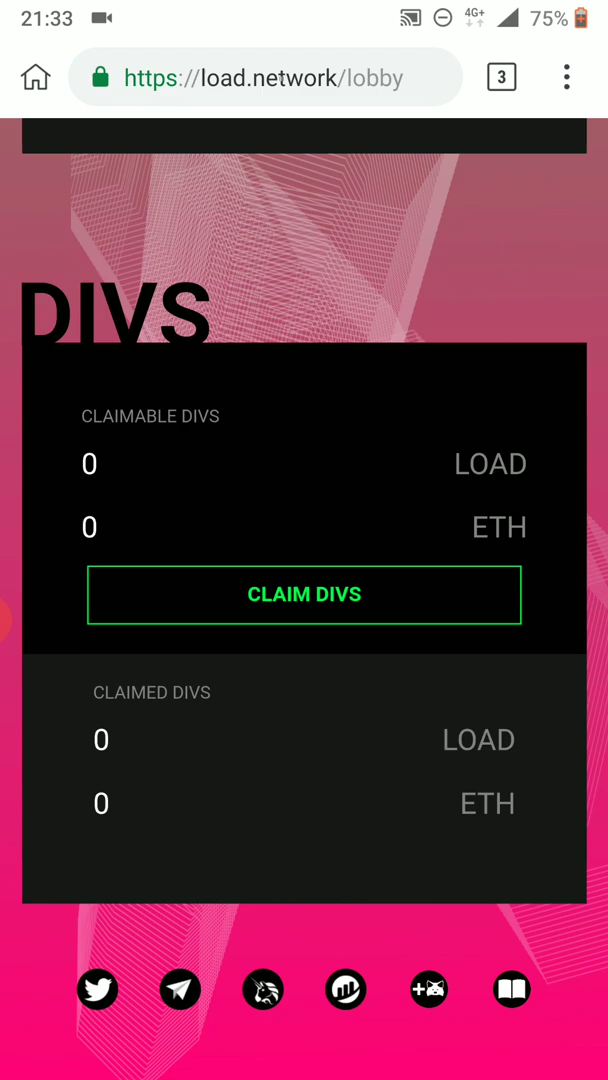 21:33 4G+ 75%
https://load.network/lobby 3
DIVS
CLAIMABLE DIVS
0 LOAD
0 ETH
CLAIM DIVS
CLAIMED DIVS
0 LOAD
0 ETH